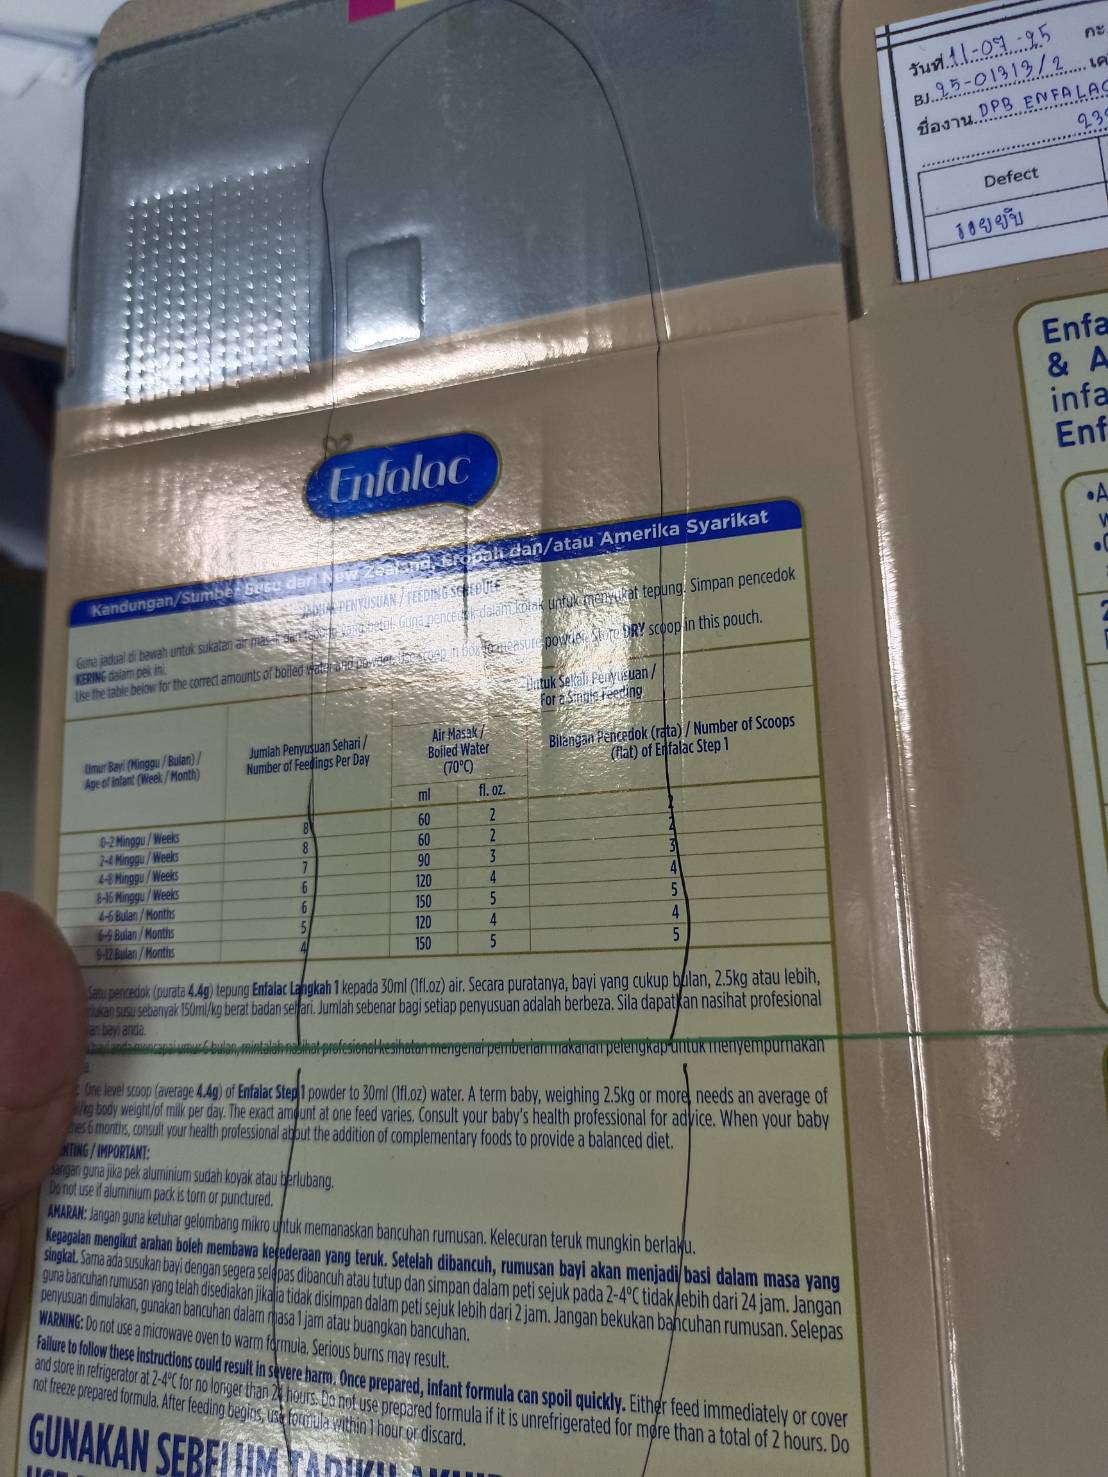 วันที่ 11-07-25
BJ. 25-01313/2
ชื่องาน DPB ENFALAC
Defect
รอยยับ
Enfalac
Kandungan/Sumber Susu dari New Zealand, Eropah dan/atau Amerika Syarikat
JADUAL PENYUSUAN / FEEDING SCHEDULE
Guna jadual di bawah untuk sukatan air masak dan tepung yang betul. Guna pencedok dalam kotak untuk menyukat tepung. Simpan pencedok
KERING dalam pek ini.
Use the table below for the correct amounts of boiled water and powder. Use scoop in box to measure powder. Store DRY scoop in this pouch.
Untuk Sekali Penyusuan /
For a Single Feeding
Umur Bayi (Minggu / Bulan) /
Age of Infant (Week / Month)
Jumlah Penyusuan Sehari /
Number of Feedings Per Day
Air Masak /
Boiled Water
(70°C)
Bilangan Pencedok (rata) / Number of Scoops
(flat) of Enfalac Step 1
ml fl. oz.
0-2 Minggu / Weeks 8 60 2 2
2-4 Minggu / Weeks 8 60 2 2
4-8 Minggu / Weeks 7 90 3 3
8-16 Minggu / Weeks 6 120 4 4
4-6 Bulan / Months 6 150 5 5
6-9 Bulan / Months 5 120 4 4
9-12 Bulan / Months 4 150 5 5
Satu pencedok (purata 4.4g) tepung Enfalac Langkah 1 kepada 30ml (1fl.oz) air. Secara puratanya, bayi yang cukup bulan, 2.5kg atau lebih,
susu sebanyak 150ml/kg berat badan sehari. Jumlah sebenar bagi setiap penyusuan adalah berbeza. Sila dapatkan nasihat profesional
bayi anda.
bayi anda mencapai umur 6 bulan, mintalah nasihat profesional kesihatan mengenai pemberian makanan pelengkap untuk menyempurnakan
One level scoop (average 4.4g) of Enfalac Step 1 powder to 30ml (1fl.oz) water. A term baby, weighing 2.5kg or more, needs an average of
body weight/of milk per day. The exact amount at one feed varies. Consult your baby's health professional for advice. When your baby
6 months, consult your health professional about the addition of complementary foods to provide a balanced diet.
/ IMPORTANT:
Jangan guna jika pek aluminium sudah koyak atau berlubang.
Do not use if aluminium pack is torn or punctured.
AMARAN: Jangan guna ketuhar gelombang mikro untuk memanaskan bancuhan rumusan. Kelecuran teruk mungkin berlaku.
Kegagalan mengikut arahan boleh membawa kecederaan yang teruk. Setelah dibancuh, rumusan bayi akan menjadi basi dalam masa yang
singkat. Sama ada susukan bayi dengan segera selepas dibancuh atau tutup dan simpan dalam peti sejuk pada 2-4°C tidak lebih dari 24 jam. Jangan
guna bancuhan rumusan yang telah disediakan jika ia tidak disimpan dalam peti sejuk lebih dari 2 jam. Jangan bekukan bancuhan rumusan. Selepas
penyusuan dimulakan, gunakan bancuhan dalam masa 1 jam atau buangkan bancuhan.
WARNING: Do not use a microwave oven to warm formula. Serious burns may result.
Failure to follow these instructions could result in severe harm. Once prepared, infant formula can spoil quickly. Either feed immediately or cover
and store in refrigerator at 2-4°C for no longer than 24 hours. Do not use prepared formula if it is unrefrigerated for more than a total of 2 hours. Do
not freeze prepared formula. After feeding begins, use formula within 1 hour or discard.
GUNAKAN SEBELUM
Enfa
& A
infa
Enf